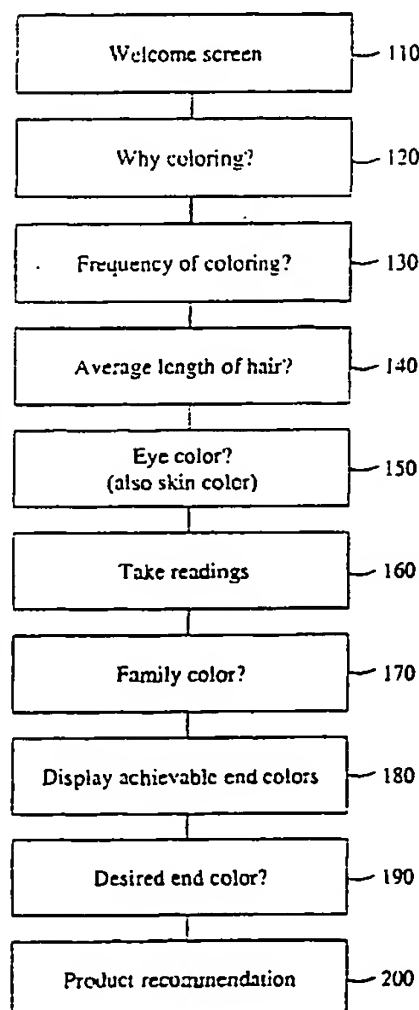 Welcome screen 110
Why coloring? 120
Frequency of coloring? 130
Average length of hair? 140
Eye color?
(also skin color) 150
Take readings 160
Family color? 170
Display achievable end colors 180
Desired end color? 190
Product recommendation 200